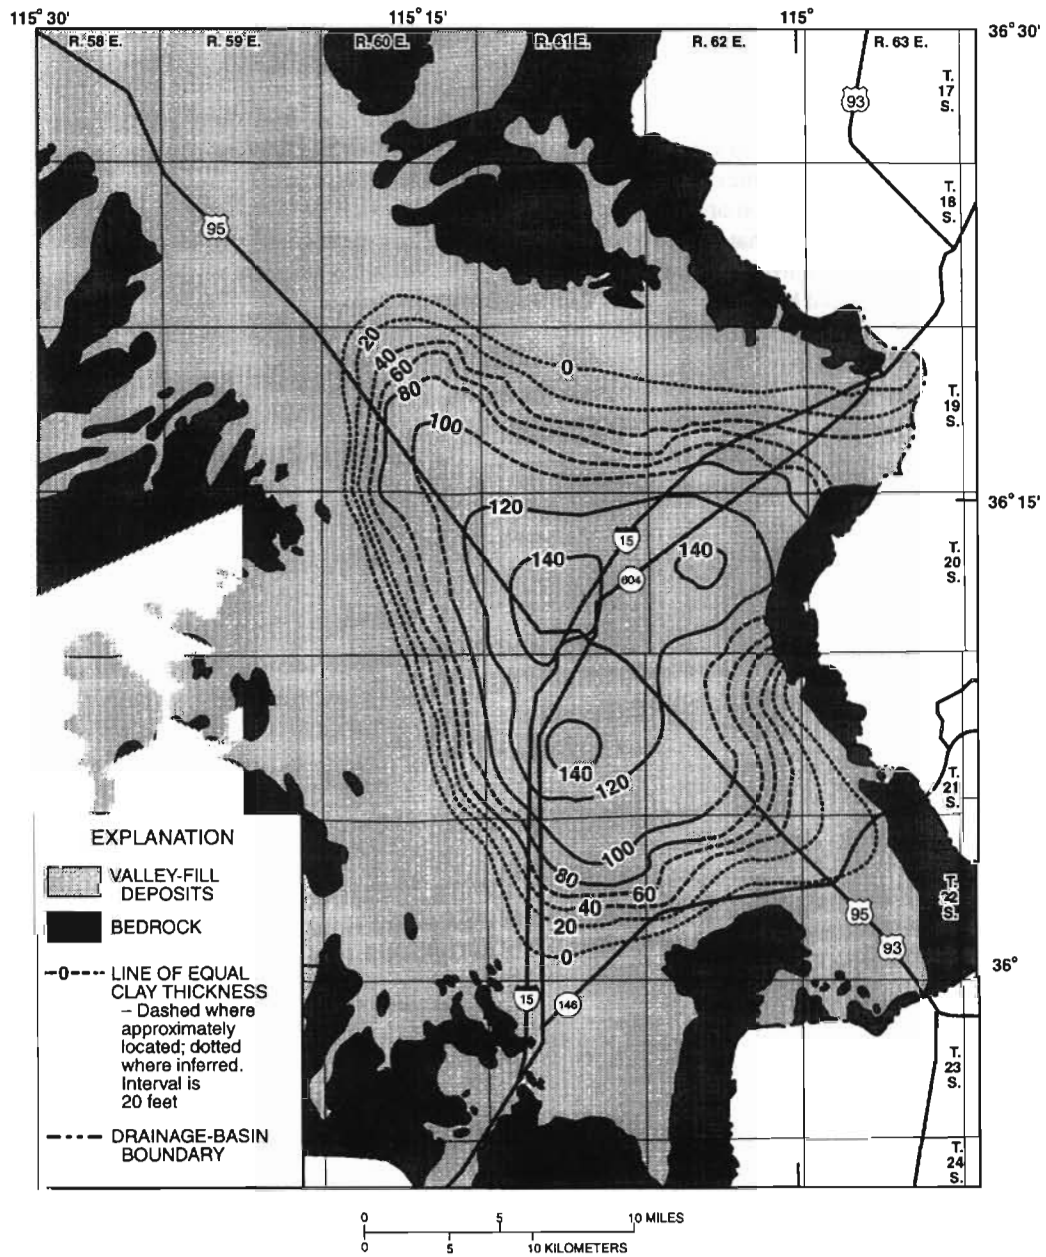 115° 30'
115° 15'
115°
R. 58 E.
R. 59 E.
R. 60 E.
R. 61 E.
R. 62 E.
R. 63 E.
36° 30'
T.
17
S.
93
T.
18
S.
95
20
40
60
80
100
0
T.
19
S.
36° 15'
120
140
15
604
140
T.
20
S.
140
120
T.
21
S.
100
80
60
40
20
0
T.
22
S.
95
93
36°
15
146
T.
23
S.
T.
24
S.
EXPLANATION
VALLEY-FILL
DEPOSITS
BEDROCK
0
LINE OF EQUAL
CLAY THICKNESS
– Dashed where
approximately
located; dotted
where inferred.
Interval is
20 feet
DRAINAGE-BASIN
BOUNDARY
0 5 10 MILES
0 5 10 KILOMETERS